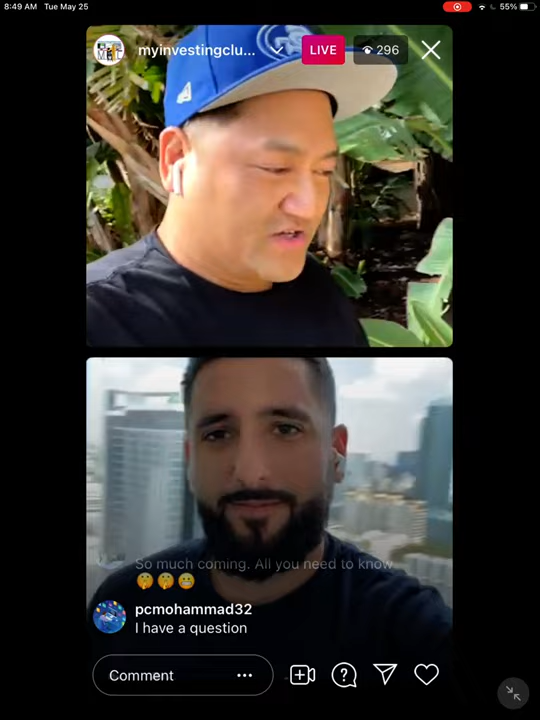 8:49 AM Tue May 25
55%
myinvestingclu...
LIVE
296
So much coming. All you need to know
🤫🤫😬
pcmohammad32
I have a question
Comment